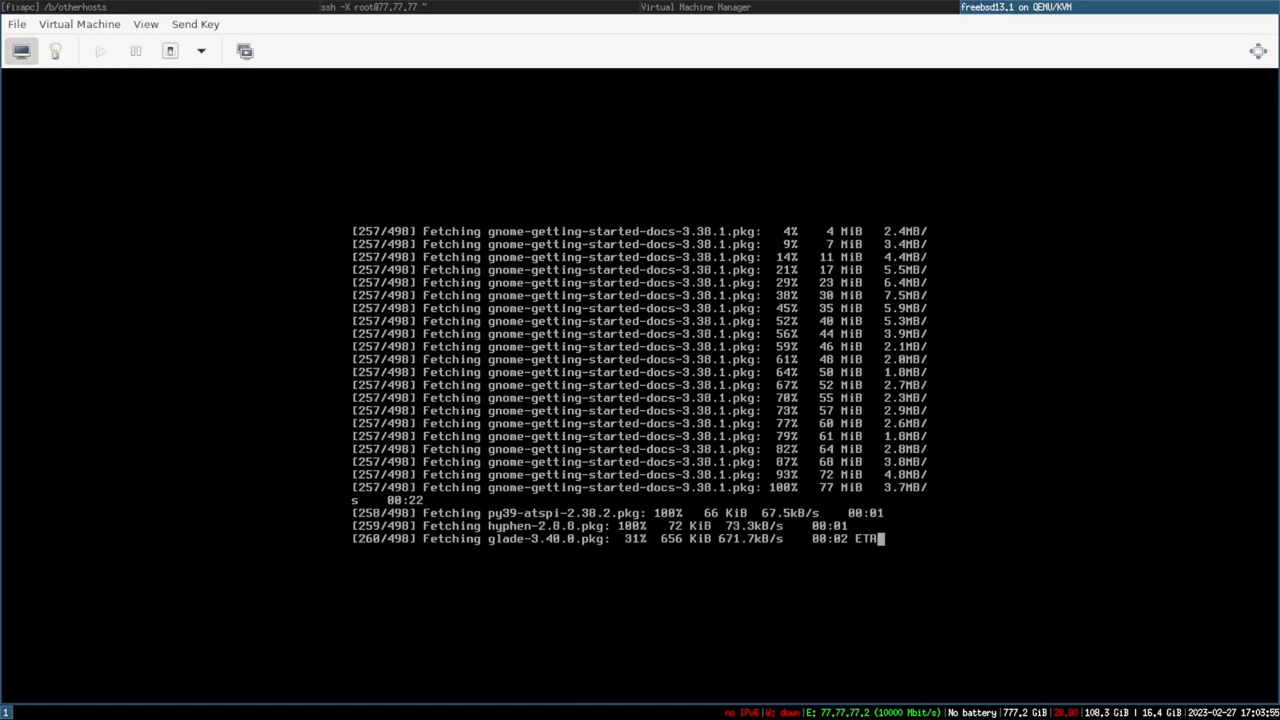 [fixapc] /b/otherhosts
ssh -X root@77.77.77 ~
Virtual Machine Manager
freebsd13.1 on QEMU/KVM
File Virtual Machine View Send Key
[257/498] Fetching gnome-getting-started-docs-3.38.1.pkg: 4% 4 MiB 2.4MB/
[257/498] Fetching gnome-getting-started-docs-3.38.1.pkg: 9% 7 MiB 3.4MB/
[257/498] Fetching gnome-getting-started-docs-3.38.1.pkg: 14% 11 MiB 4.4MB/
[257/498] Fetching gnome-getting-started-docs-3.38.1.pkg: 21% 17 MiB 5.5MB/
[257/498] Fetching gnome-getting-started-docs-3.38.1.pkg: 29% 23 MiB 6.4MB/
[257/498] Fetching gnome-getting-started-docs-3.38.1.pkg: 38% 30 MiB 7.5MB/
[257/498] Fetching gnome-getting-started-docs-3.38.1.pkg: 45% 35 MiB 5.9MB/
[257/498] Fetching gnome-getting-started-docs-3.38.1.pkg: 52% 40 MiB 5.3MB/
[257/498] Fetching gnome-getting-started-docs-3.38.1.pkg: 56% 44 MiB 3.9MB/
[257/498] Fetching gnome-getting-started-docs-3.38.1.pkg: 59% 46 MiB 2.1MB/
[257/498] Fetching gnome-getting-started-docs-3.38.1.pkg: 61% 48 MiB 2.0MB/
[257/498] Fetching gnome-getting-started-docs-3.38.1.pkg: 64% 50 MiB 1.8MB/
[257/498] Fetching gnome-getting-started-docs-3.38.1.pkg: 67% 52 MiB 2.7MB/
[257/498] Fetching gnome-getting-started-docs-3.38.1.pkg: 70% 55 MiB 2.3MB/
[257/498] Fetching gnome-getting-started-docs-3.38.1.pkg: 73% 57 MiB 2.9MB/
[257/498] Fetching gnome-getting-started-docs-3.38.1.pkg: 77% 60 MiB 2.6MB/
[257/498] Fetching gnome-getting-started-docs-3.38.1.pkg: 79% 61 MiB 1.8MB/
[257/498] Fetching gnome-getting-started-docs-3.38.1.pkg: 82% 64 MiB 2.8MB/
[257/498] Fetching gnome-getting-started-docs-3.38.1.pkg: 87% 68 MiB 3.8MB/
[257/498] Fetching gnome-getting-started-docs-3.38.1.pkg: 93% 72 MiB 4.8MB/
[257/498] Fetching gnome-getting-started-docs-3.38.1.pkg: 100% 77 MiB 3.7MB/
s 00:22
[258/498] Fetching py39-atspi-2.38.2.pkg: 100% 66 KiB 67.5kB/s 00:01
[259/498] Fetching hyphen-2.8.8.pkg: 100% 72 KiB 73.3kB/s 00:01
[260/498] Fetching glade-3.40.0.pkg: 31% 656 KiB 671.7kB/s 00:02 ETA
1
no IPv6|W: down|E: 77.77.77.2 (10000 Mbit/s)|No battery|777.2 GiB|28.8%|108.3 GiB | 16.4 GiB|2023-02-27 17:03:55